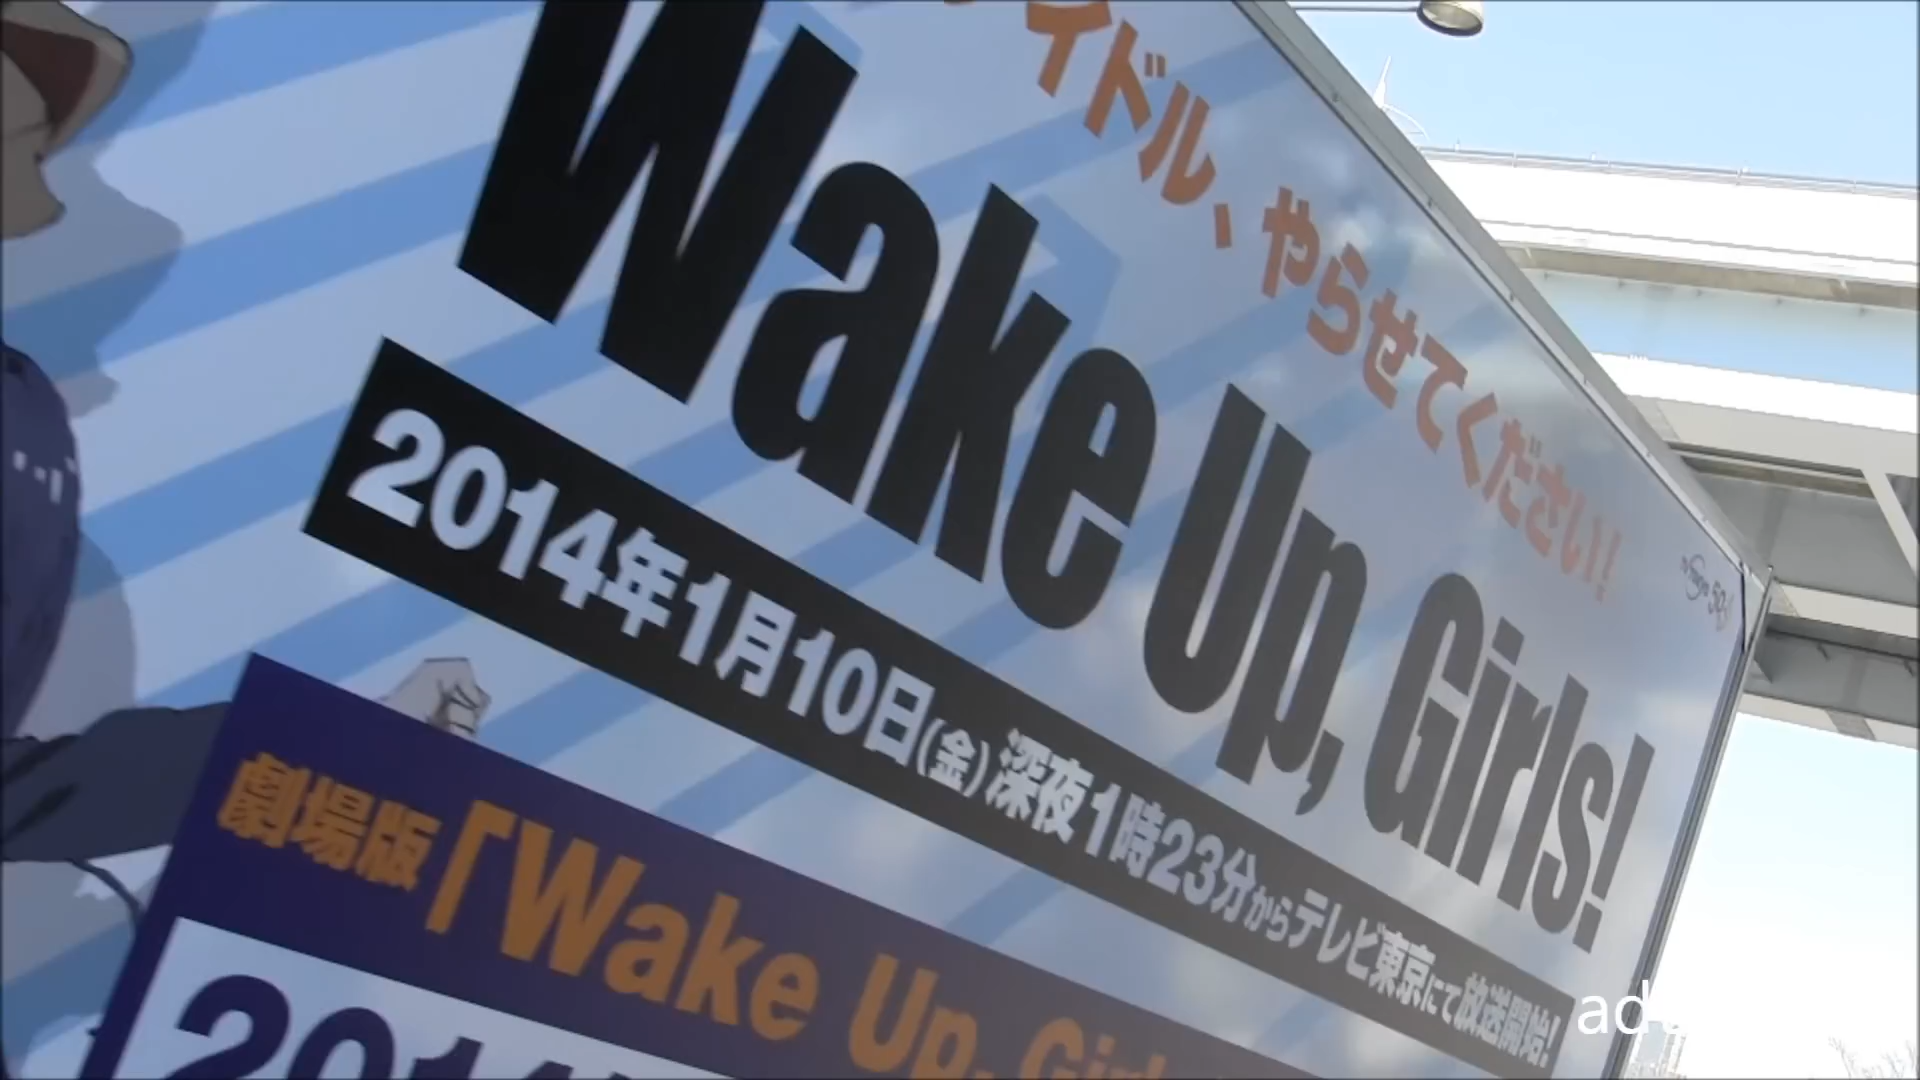 イドル、やらせてください!
Wake Up, Girls!
2014年1月10日(金)深夜1時23分からテレビ東京にて放送開始!
劇場版「Wake Up, Girl
2014